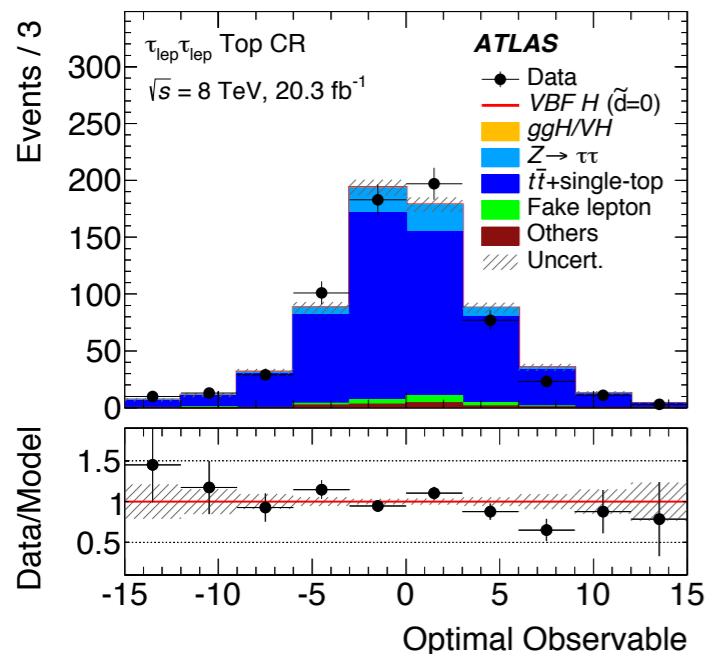 Events / 3
300
250
200
150
100
50
0
τlepτlep Top CR
√s = 8 TeV, 20.3 fb-1
ATLAS
Data
VBF H (d̃=0)
ggH/VH
Z→ ττ
tt̄+single-top
Fake lepton
Others
Uncert.
Data/Model
1.5
1
0.5
-15 -10 -5 0 5 10 15
Optimal Observable